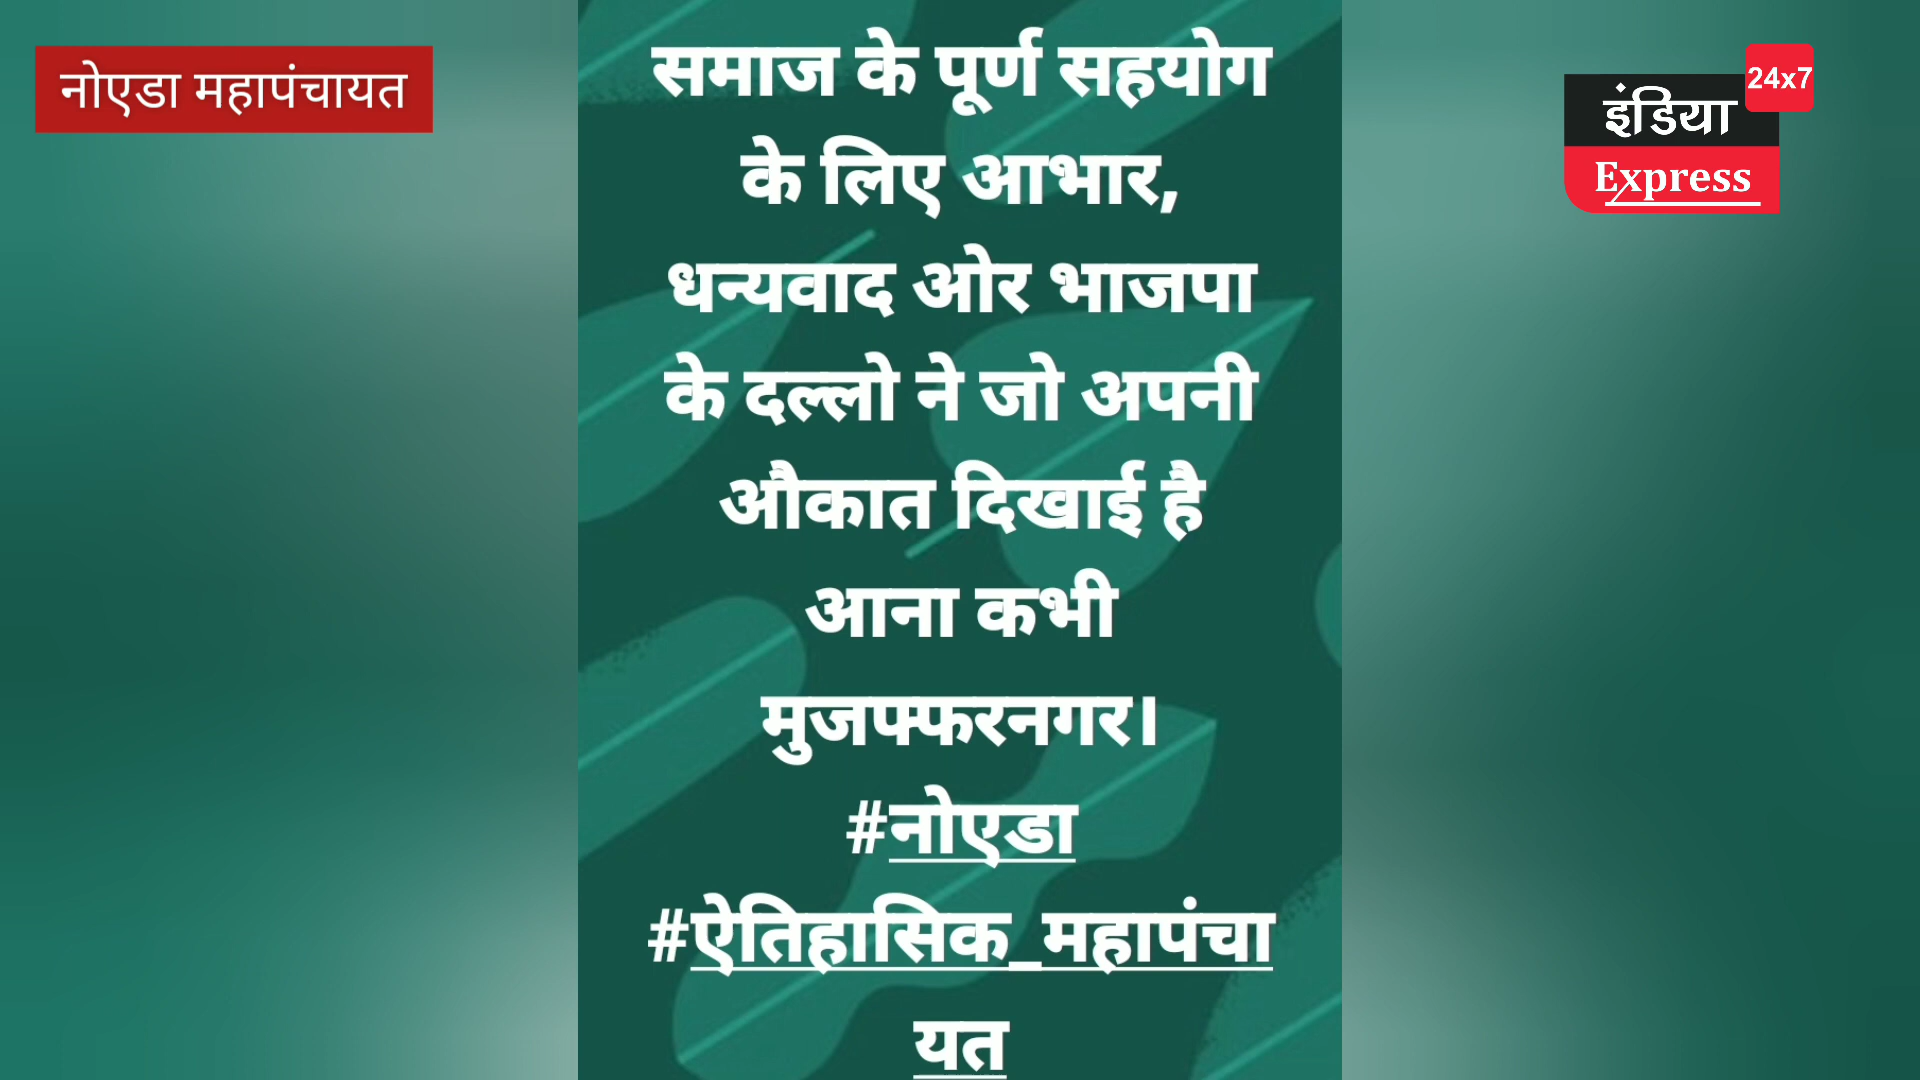 नोएडा महापंचायत
समाज के पूर्ण सहयोग
के लिए आभार,
धन्यवाद ओर भाजपा
के दल्लो ने जो अपनी
औकात दिखाई है
आना कभी
मुजफ्फरनगर।
#नोएडा
#ऐतिहासिक_महापंचा
यत
24x7
इंडिया
Express